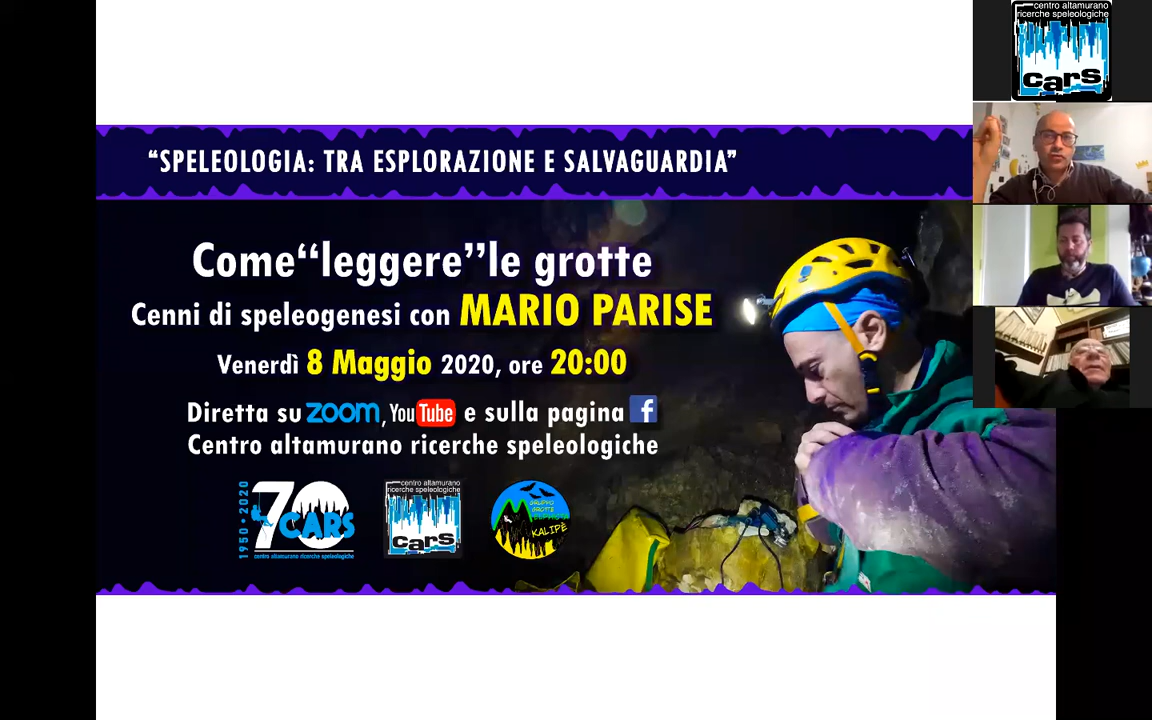 centro altamurano
ricerche speleologiche
cars
“SPELEOLOGIA: TRA ESPLORAZIONE E SALVAGUARDIA”
Come“leggere”le grotte
Cenni di speleogenesi con MARIO PARISE
Venerdì 8 Maggio 2020, ore 20:00
Diretta su zoom, YouTube e sulla pagina f
Centro altamurano ricerche speleologiche
1950•2020
70 CARS
centro altamurano ricerche speleologiche
centro altamurano
ricerche speleologiche
cars
GRUPPO
GROTTE
KALIPÈ